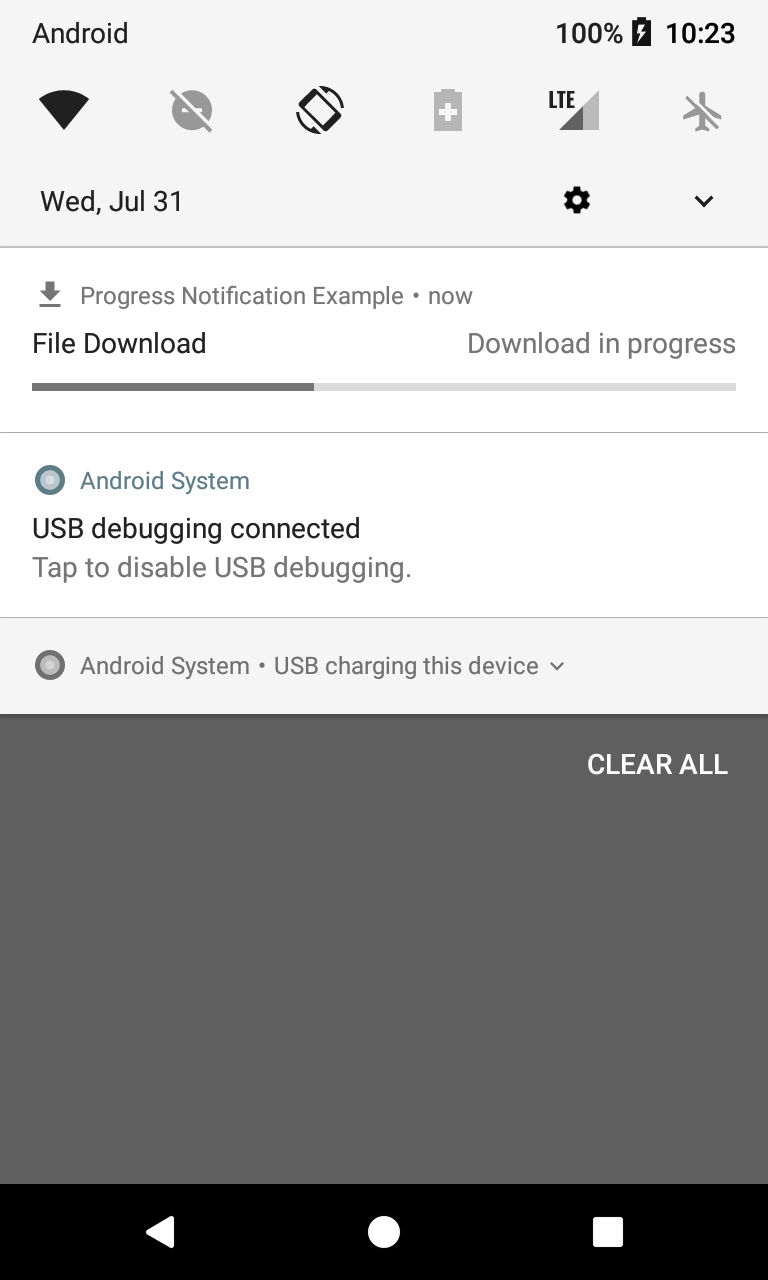 Android 100% 10:23
LTE
Wed, Jul 31
Progress Notification Example • now
File Download Download in progress
Android System
USB debugging connected
Tap to disable USB debugging.
Android System • USB charging this device
CLEAR ALL